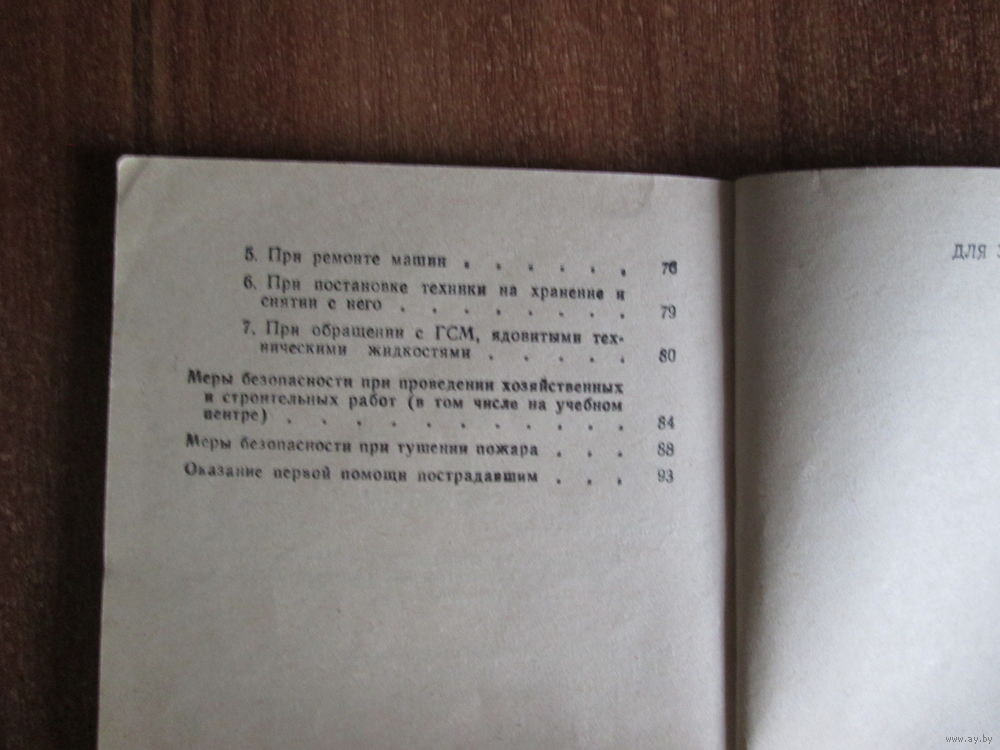 5. При ремонте машин . . . . . . 76
6. При постановке техники на хранение и
снятии с него . . . . . . . . 79
7. При обращении с ГСМ, ядовитыми тех-
ническими жидкостями . . . . . 80
Меры безопасности при проведении хозяйственных
и строительных работ (в том числе на учебном
центре) . . . . . . . . . . . 84
Меры безопасности при тушении пожара . . . 88
Оказание первой помощи пострадавшим . . . 93
ДЛЯ
www.ay.by